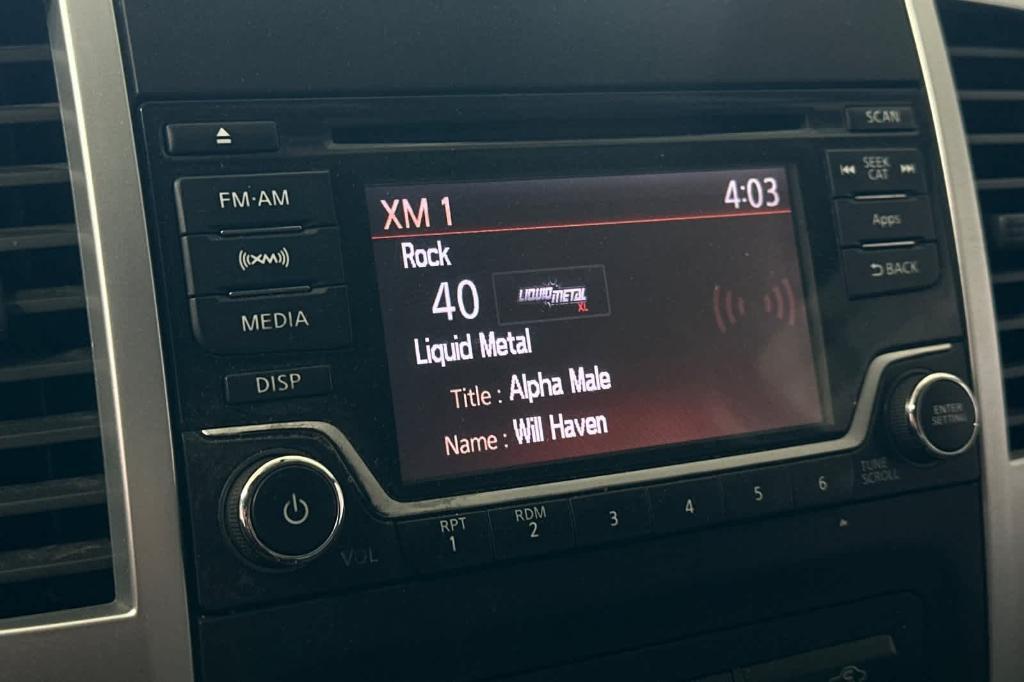 SCAN
FM·AM
XM 1
4:03
SEEK
CAT
Rock
Apps
((XM))
40
LIQUID METAL
XL
BACK
MEDIA
Liquid Metal
DISP
Title : Alpha Male
Name : Will Haven
ENTER
SETTING
TUNE
SCROLL
VOL
RPT
1
RDM
2
3
4
5
6